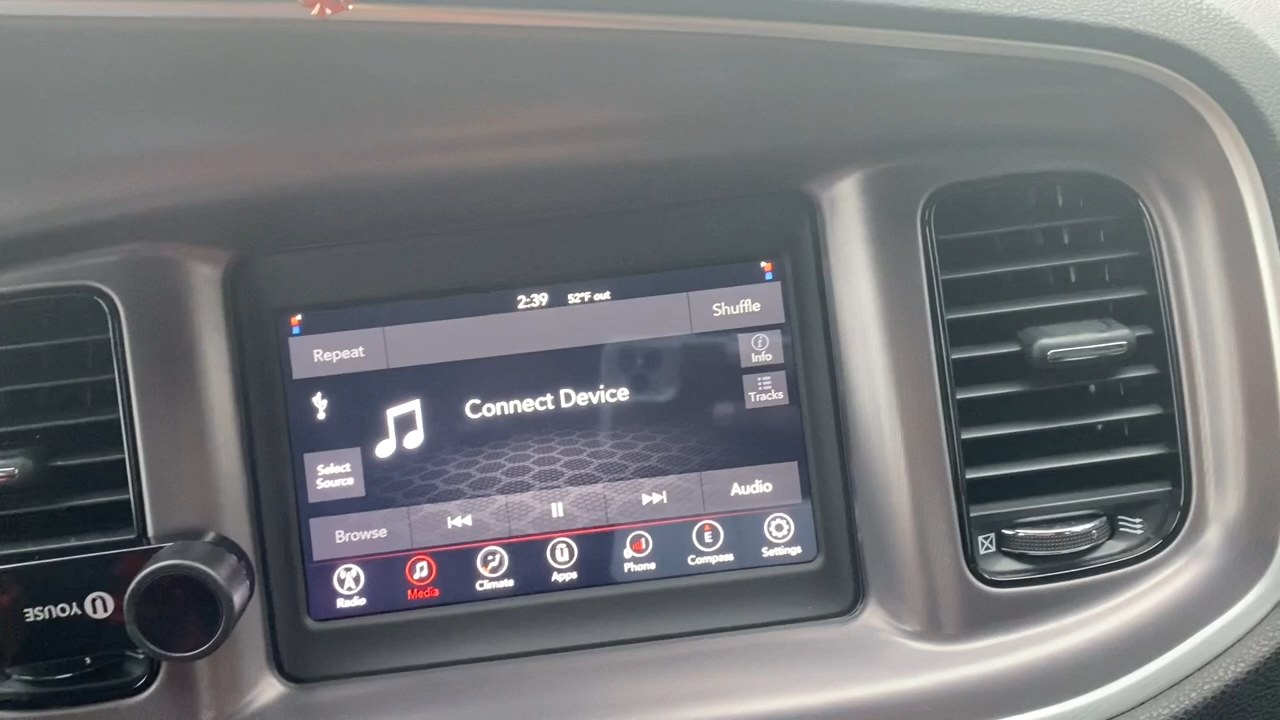 2:39 52°F out
Repeat
Shuffle
Info
Connect Device
Tracks
Select
Source
Browse
Audio
Radio
Media
Climate
Apps
Phone
E
Compass
Settings
YOUSE